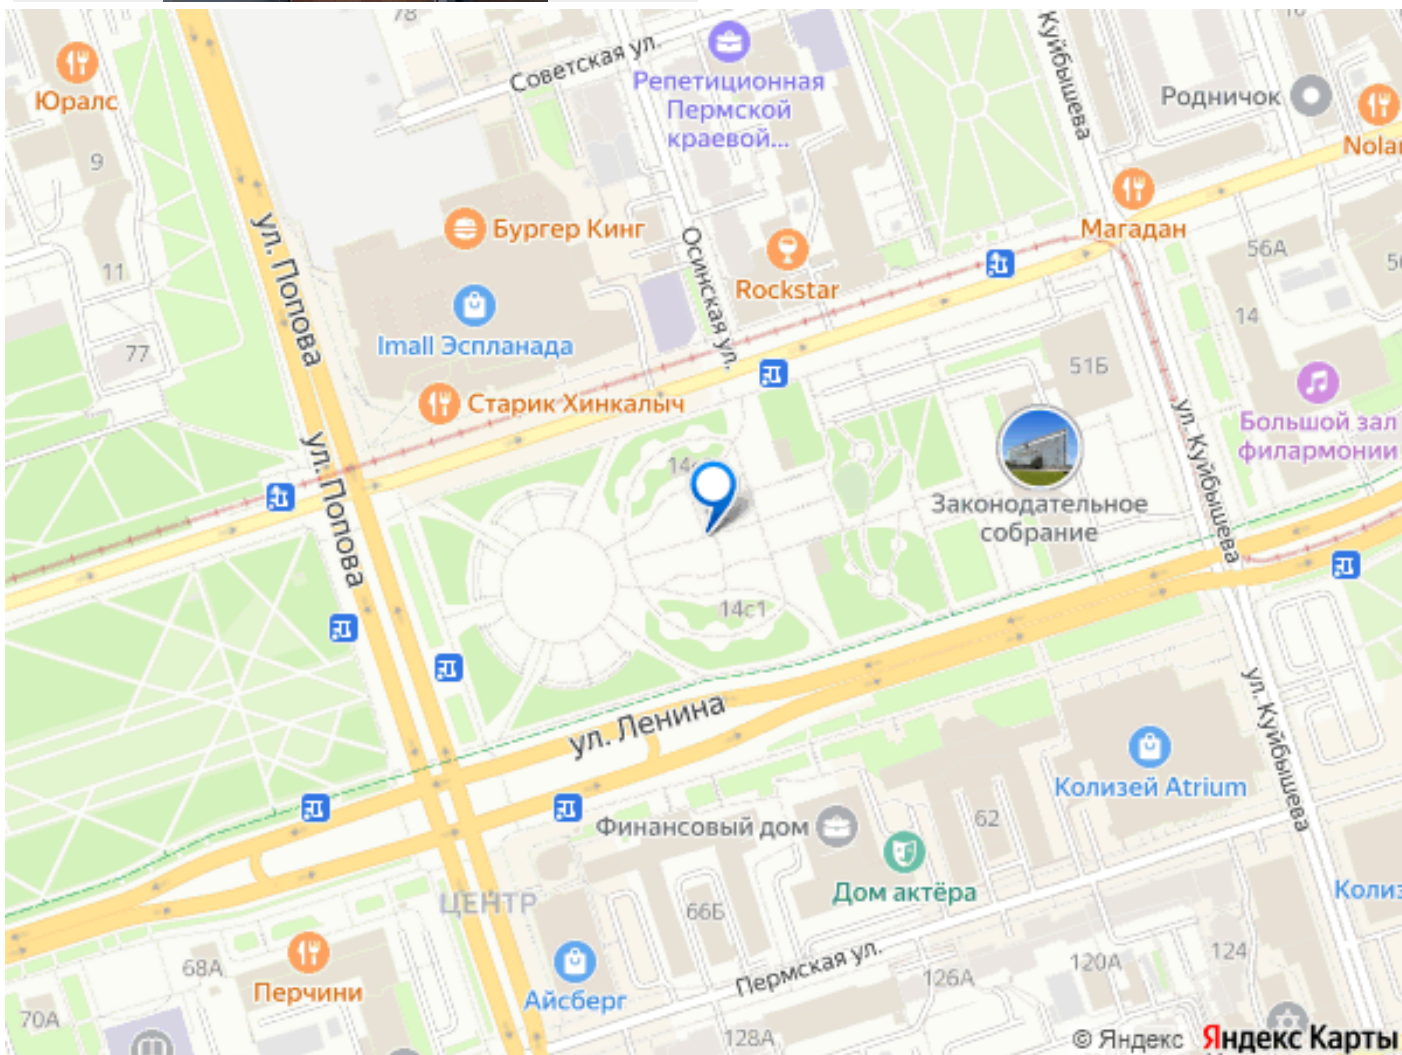 78
Советская ул.
Юралс
9
Репетиционная
Пермской
краевой...
Куйбышева
Родничок
Магадан
11
ул. Попова
Бургер Кинг
Осинская ул.
Rockstar
56А
14
77
Imall Эспланада
51Б
Старик Хинкалыч
ул. Куйбышева
Большой зал
филармонии
ул. Попова
Законодательное
собрание
14с1
ул. Ленина
ул. Куйбышева
Колизей Atrium
Финансовый дом
62
Дом актёра
ЦЕНТР
66Б
68А
Перчини
Айсберг
Пермская ул.
126А
120А
124
70А
128А
© Яндекс Яндекс Карты